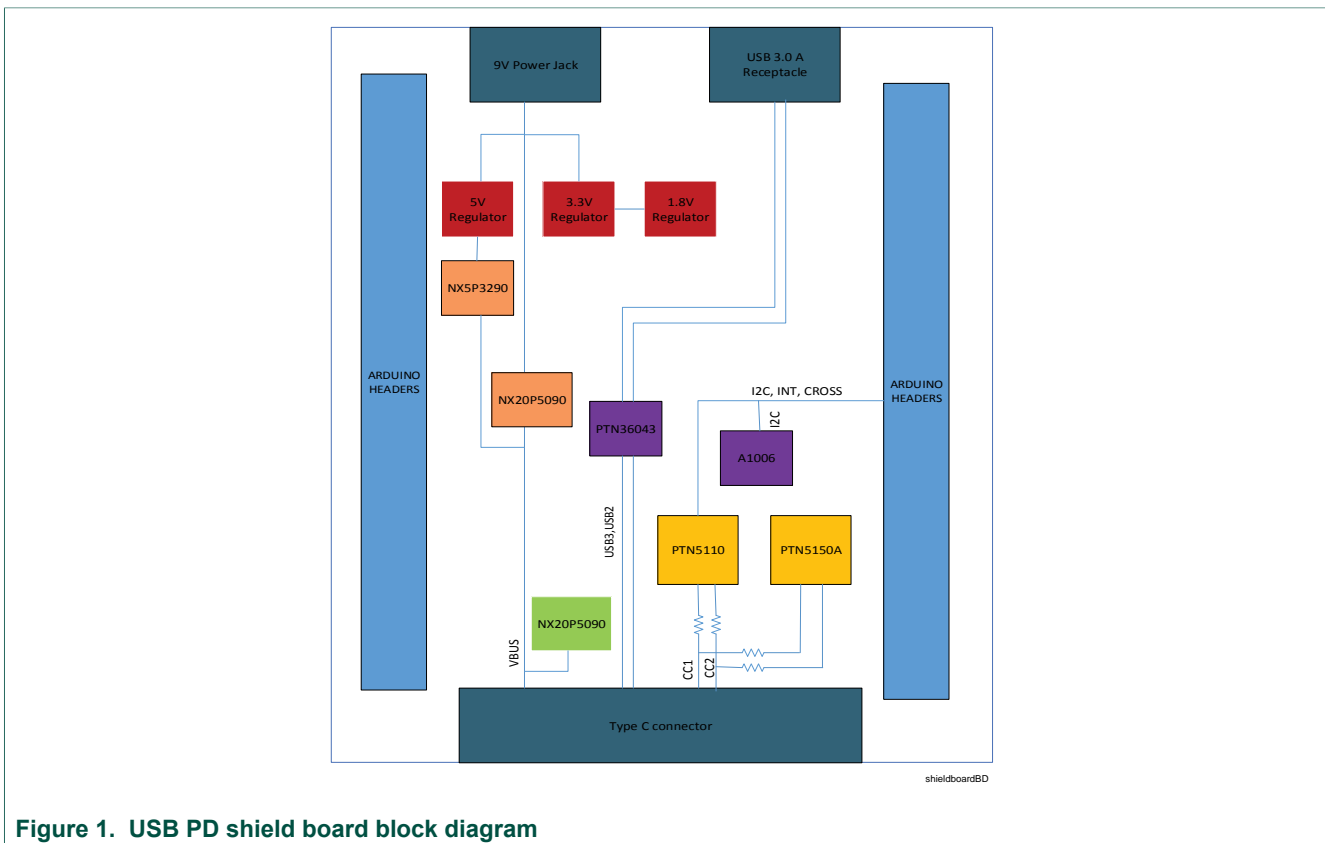 9V Power Jack
USB 3.0 A
Receptacle
5V
Regulator
3.3V
Regulator
1.8V
Regulator
NX5P3290
ARDUINO
HEADERS
NX20P5090
PTN36043
I2C, INT, CROSS
I2C
A1006
ARDUINO
HEADERS
USB3,USB2
PTN5110
PTN5150A
NX20P5090
VBUS
CC1
CC2
Type C connector
shieldboardBD
Figure 1. USB PD shield board block diagram